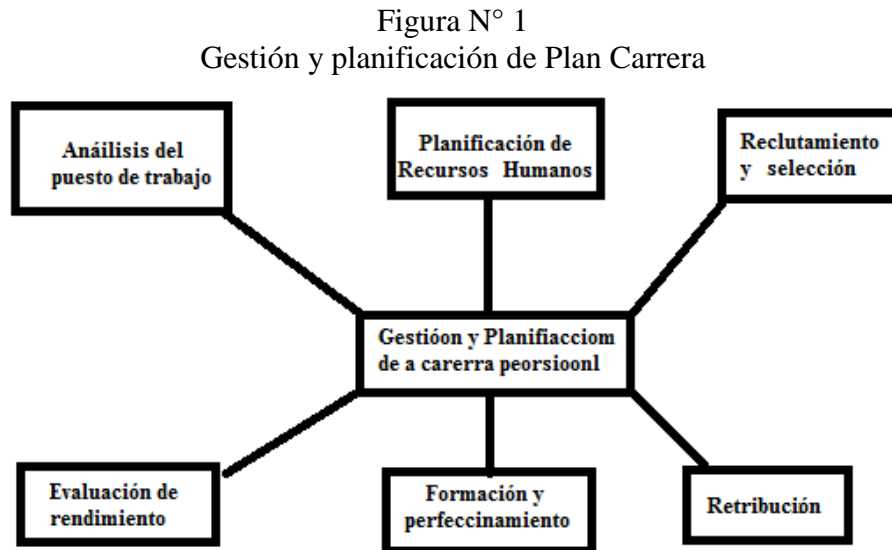 Figura N° 1
Gestión y planificación de Plan Carrera
Análisis del
puesto de trabajo
Planificación de
Recursos Humanos
Reclutamiento
y selección
Gestióon y Planifiacciom
de a carerra peorsioonl
Evaluación de
rendimiento
Formación y
perfeccinamiento
Retribución